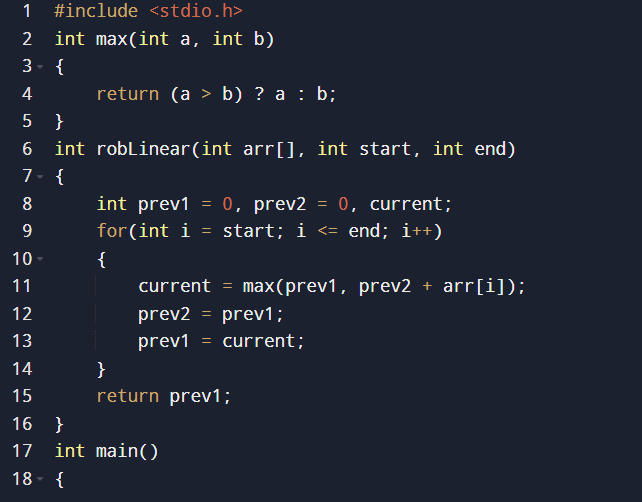 1 #include <stdio.h>
2 int max(int a, int b)
3 {
4     return (a > b) ? a : b;
5 }
6 int robLinear(int arr[], int start, int end)
7 {
8     int prev1 = 0, prev2 = 0, current;
9     for(int i = start; i <= end; i++)
10     {
11         current = max(prev1, prev2 + arr[i]);
12         prev2 = prev1;
13         prev1 = current;
14     }
15     return prev1;
16 }
17 int main()
18 {